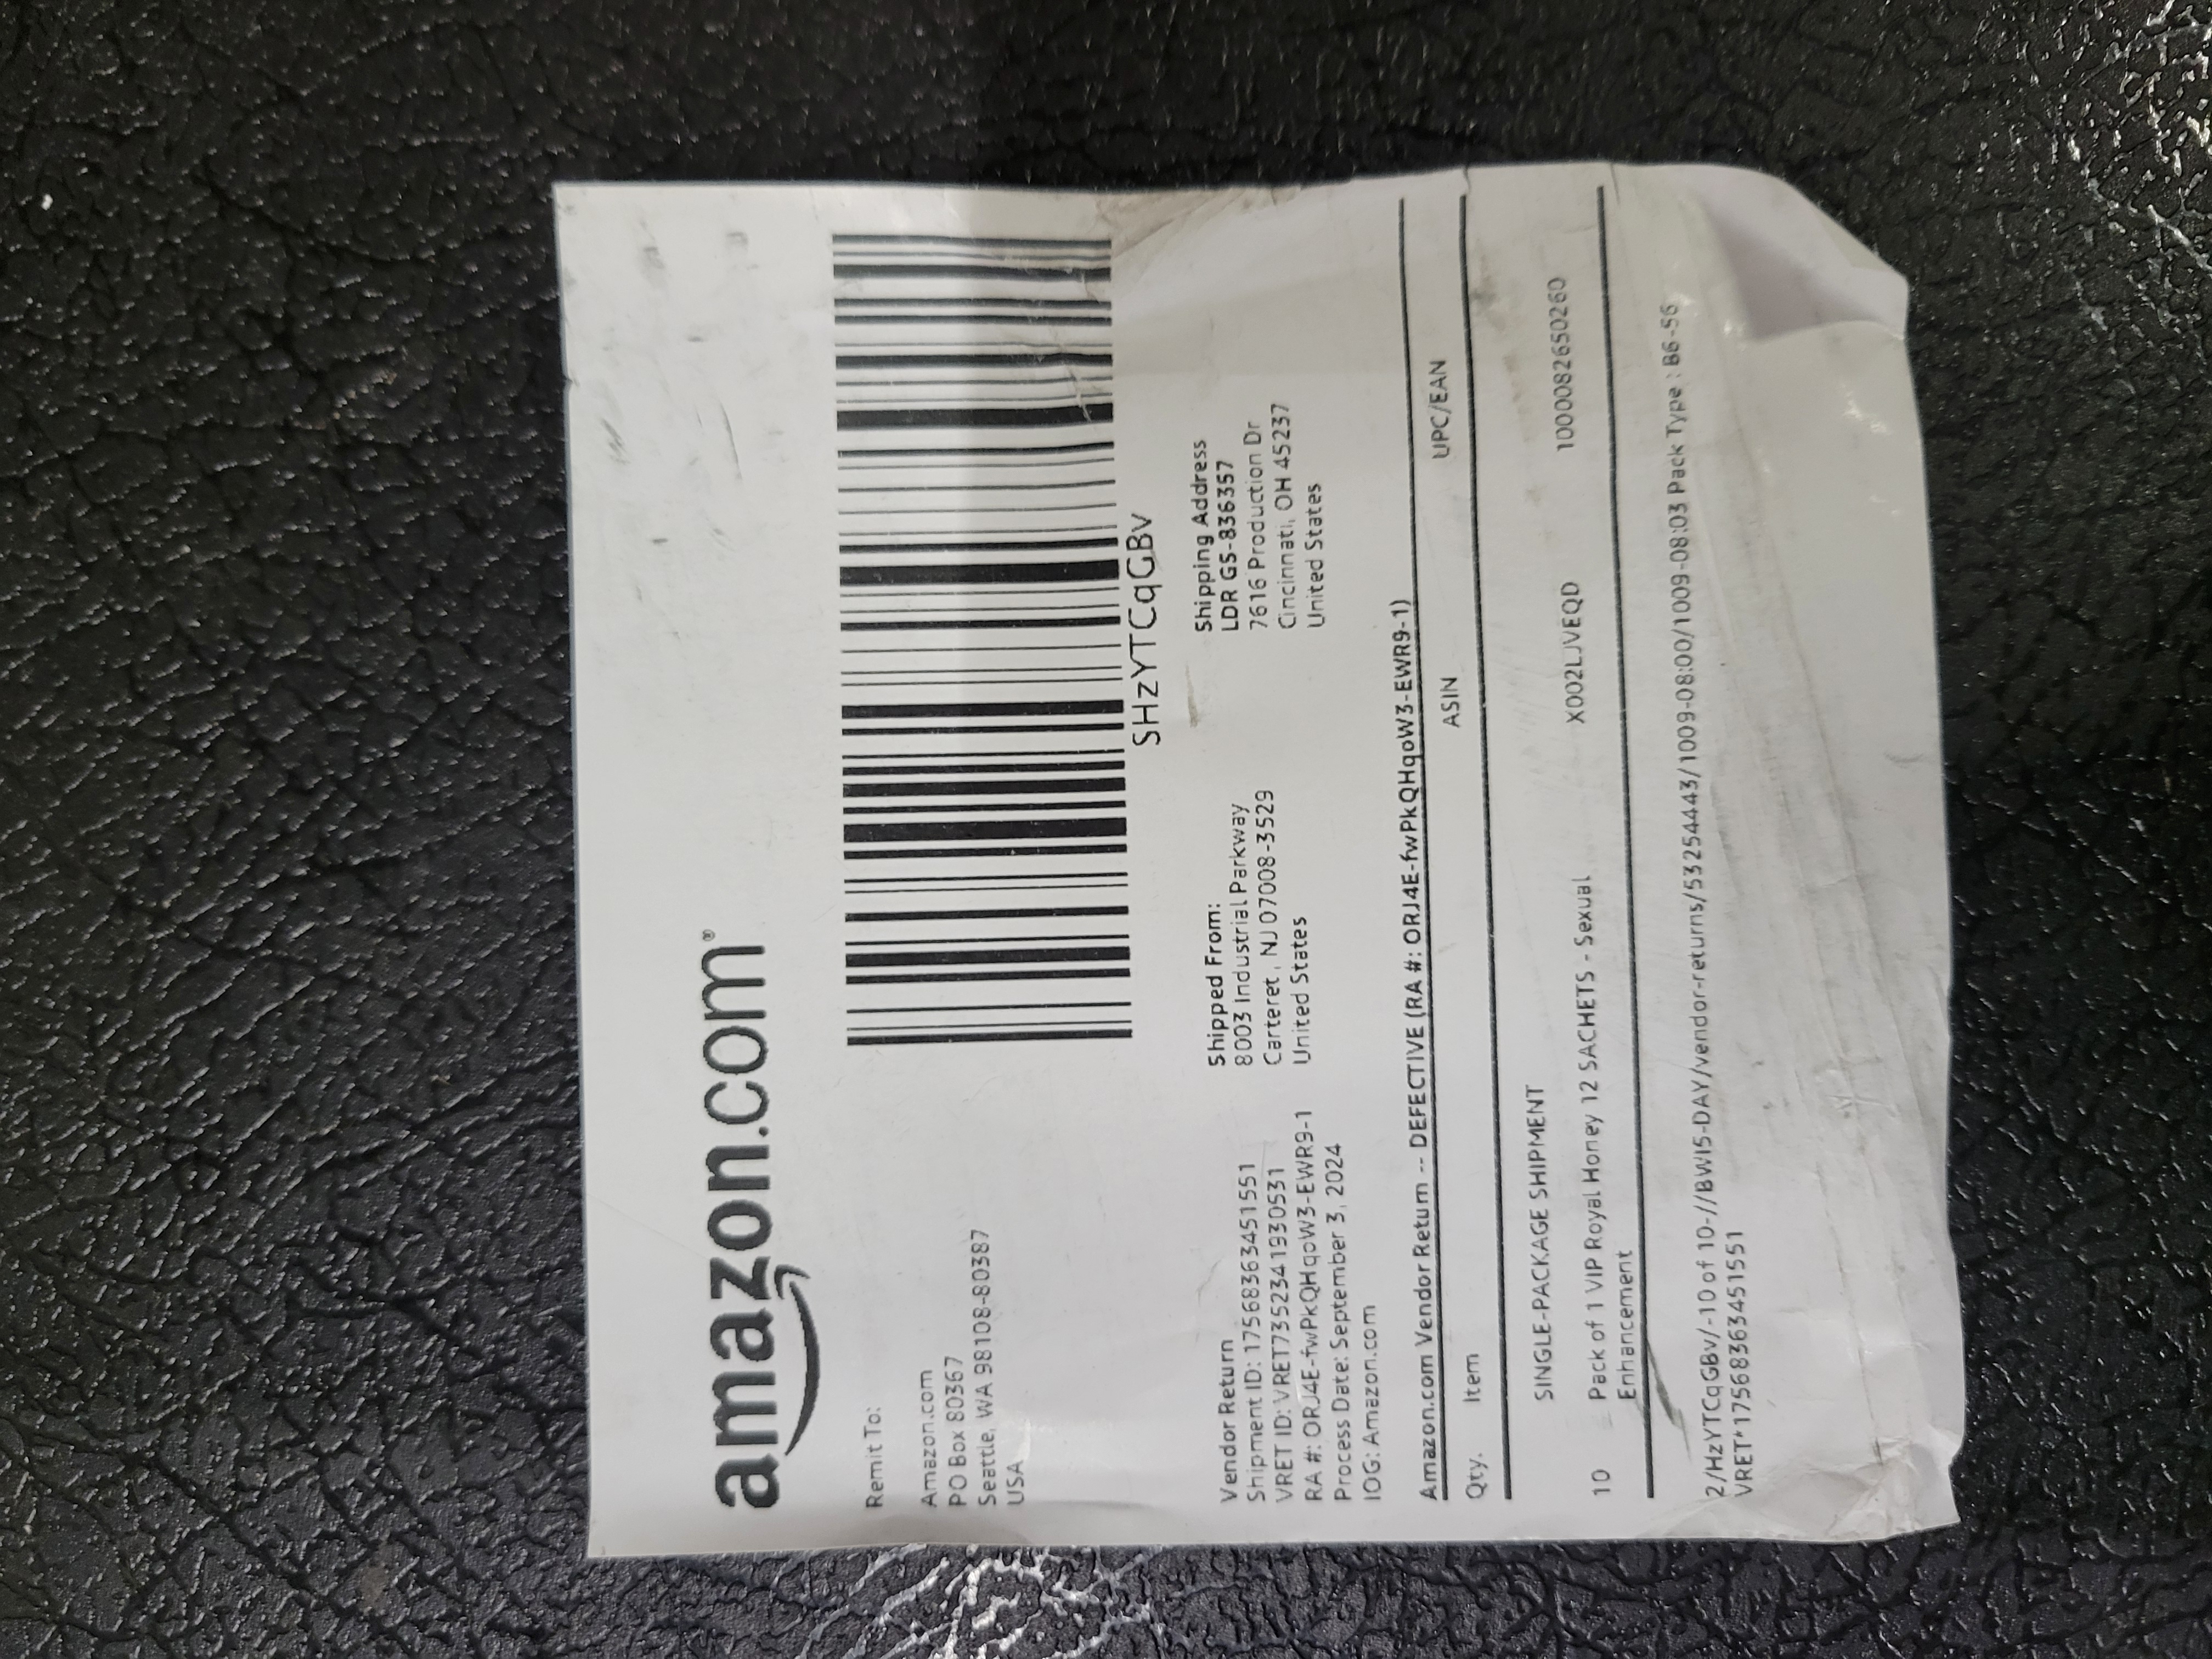 amazon.com®
Remit To:
Amazon.com
PO Box 80367
Seattle, WA 98108-80387
USA
SHzYTCqGBv
Vendor Return
Shipment ID: 17568363451551
VRET ID: VRET7352341930531
RA #: ORJ4E-fwPkQHqoW3-EWR9-1
Process Date: September 3, 2024
IOG: Amazon.com
Shipped From:
8003 Industrial Parkway
Carteret, NJ 07008-3529
United States
Shipping Address
LDR GS-836357
7616 Production Dr
Cincinnati, OH 45237
United States
Amazon.com Vendor Return -- DEFECTIVE (RA #: ORJ4E-fwPkQHqoW3-EWR9-1)
Qty. Item ASIN UPC/EAN
SINGLE-PACKAGE SHIPMENT
10 Pack of 1 VIP Royal Honey 12 SACHETS - Sexual X002LJVEQD 1000082650260
Enhancement
2/HzYTCqGBv/-10 of 10-//BWI5-DAY/vendor-returns/53254443/1009-08:00/1009-08:03 Pack Type : B6-56
VRET*17568363451551